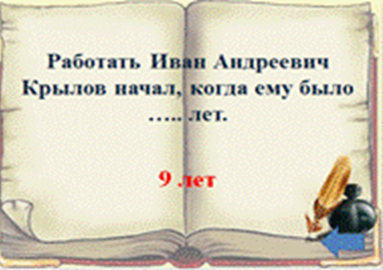 Работать Иван Андреевич
Крылов начал, когда ему было
….. лет.
9 лет